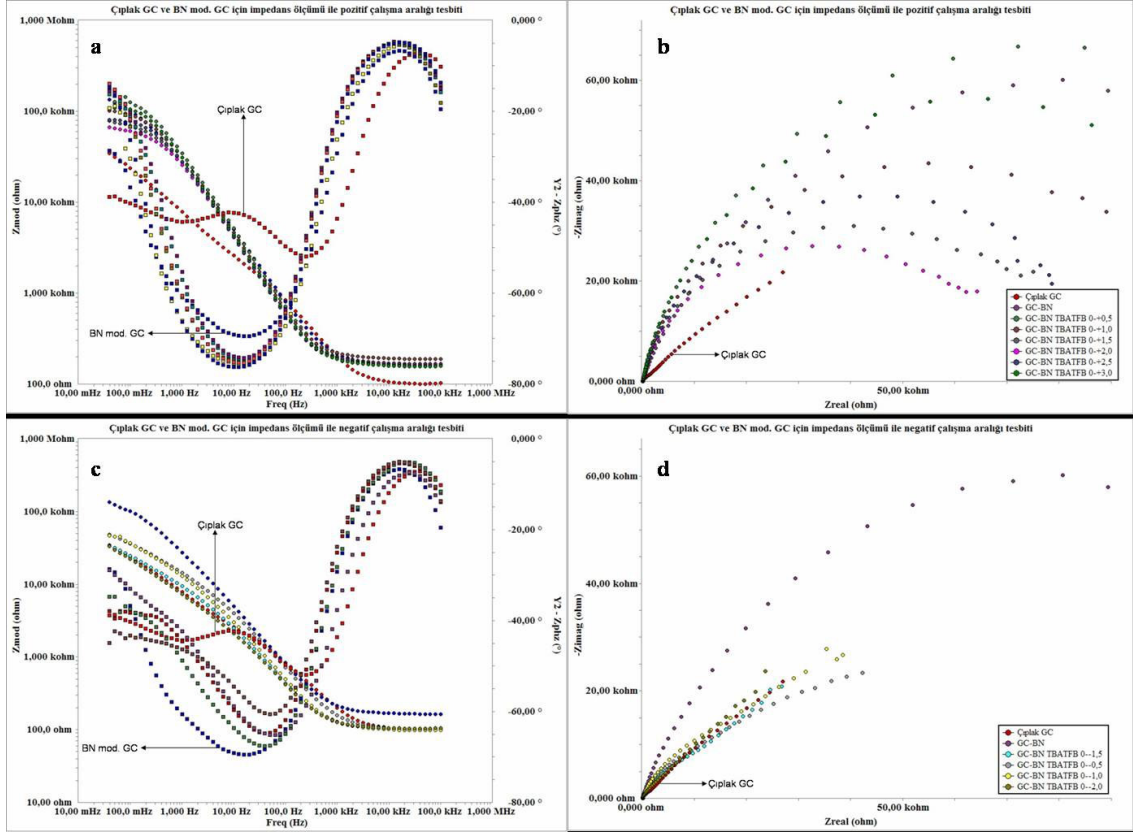 Çıplak GC ve BN mod. GC için impedans ölçümü ile pozitif çalışma aralığı tesbiti
a
1,000 Mohm
100,0 kohm
10,00 kohm
1,000 kohm
100,0 ohm
Zmod (ohm)
0,000 °
-20,00 °
-40,00 °
-60,00 °
-80,00 °
Y2 - Zphz (°)
Çıplak GC
BN mod. GC
10,00 mHz 100,0 mHz 1,000 Hz 10,00 Hz 100,0 Hz 1,000 kHz 10,00 kHz 100,0 kHz 1,000 MHz
Freq (Hz)
Çıplak GC ve BN mod. GC için impedans ölçümü ile pozitif çalışma aralığı tesbiti
b
60,00 kohm
40,00 kohm
20,00 kohm
0,000 ohm
-Zimag (ohm)
Çıplak GC
Çıplak GC
GC-BN
GC-BN TBATFB 0-+0,5
GC-BN TBATFB 0-+1,0
GC-BN TBATFB 0-+1,5
GC-BN TBATFB 0-+2,0
GC-BN TBATFB 0-+2,5
GC-BN TBATFB 0-+3,0
0,000 ohm 50,00 kohm
Zreal (ohm)
Çıplak GC ve BN mod. GC için impedans ölçümü ile negatif çalışma aralığı tesbiti
c
1,000 Mohm
100,0 kohm
10,00 kohm
1,000 kohm
100,0 ohm
10,00 ohm
Zmod (ohm)
0,000 °
-20,00 °
-40,00 °
-60,00 °
-80,00 °
Y2 - Zphz (°)
Çıplak GC
BN mod. GC
10,00 mHz 100,0 mHz 1,000 Hz 10,00 Hz 100,0 Hz 1,000 kHz 10,00 kHz 100,0 kHz 1,000 MHz
Freq (Hz)
Çıplak GC ve BN mod. GC için impedans ölçümü ile negatif çalışma aralığı tesbiti
d
60,00 kohm
40,00 kohm
20,00 kohm
0,000 ohm
-Zimag (ohm)
Çıplak GC
Çıplak GC
GC-BN
GC-BN TBATFB 0--1,5
GC-BN TBATFB 0--0,5
GC-BN TBATFB 0--1,0
GC-BN TBATFB 0--2,0
0,000 ohm 50,00 kohm
Zreal (ohm)